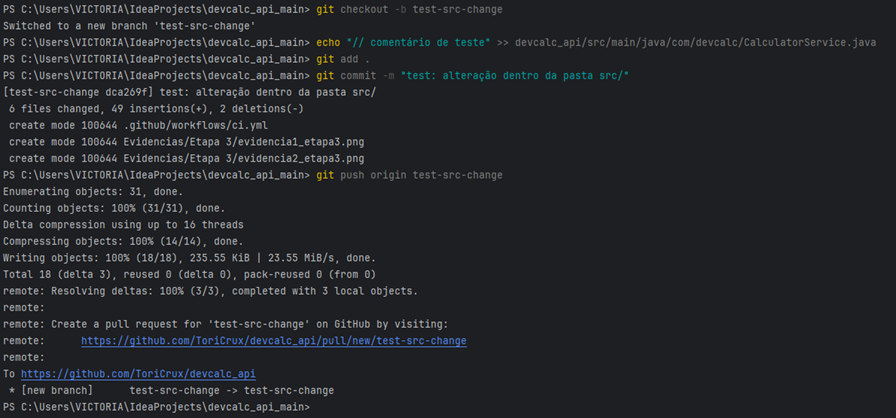 PS C:\Users\VICTORIA\IdeaProjects\devcalc_api_main> git checkout -b test-src-change
Switched to a new branch 'test-src-change'
PS C:\Users\VICTORIA\IdeaProjects\devcalc_api_main> echo "// comentário de teste" >> devcalc_api/src/main/java/com/devcalc/CalculatorService.java
PS C:\Users\VICTORIA\IdeaProjects\devcalc_api_main> git add .
PS C:\Users\VICTORIA\IdeaProjects\devcalc_api_main> git commit -m "test: alteração dentro da pasta src/"
[test-src-change dca269f] test: alteração dentro da pasta src/
 6 files changed, 49 insertions(+), 2 deletions(-)
 create mode 100644 .github/workflows/ci.yml
 create mode 100644 Evidencias/Etapa 3/evidencia1_etapa3.png
 create mode 100644 Evidencias/Etapa 3/evidencia2_etapa3.png
PS C:\Users\VICTORIA\IdeaProjects\devcalc_api_main> git push origin test-src-change
Enumerating objects: 31, done.
Counting objects: 100% (31/31), done.
Delta compression using up to 16 threads
Compressing objects: 100% (14/14), done.
Writing objects: 100% (18/18), 235.55 KiB | 23.55 MiB/s, done.
Total 18 (delta 3), reused 0 (delta 0), pack-reused 0 (from 0)
remote: Resolving deltas: 100% (3/3), completed with 3 local objects.
remote:
remote: Create a pull request for 'test-src-change' on GitHub by visiting:
remote:      https://github.com/ToriCrux/devcalc_api/pull/new/test-src-change
remote:
To https://github.com/ToriCrux/devcalc_api
 * [new branch]      test-src-change -> test-src-change
PS C:\Users\VICTORIA\IdeaProjects\devcalc_api_main>